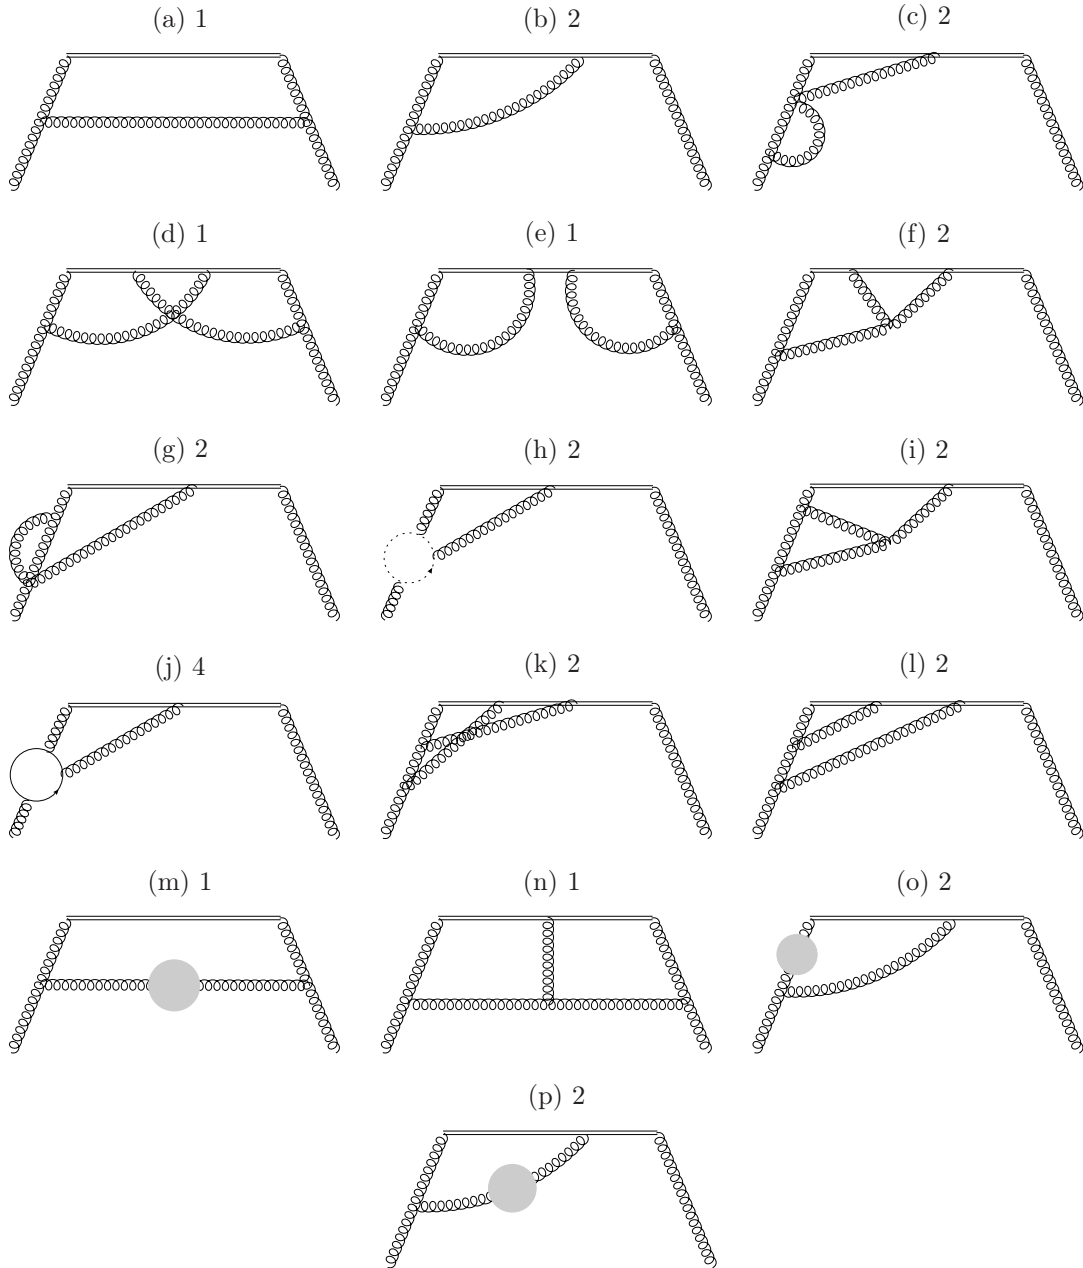 (a) 1 (b) 2 (c) 2
(d) 1 (e) 1 (f) 2
(g) 2 (h) 2 (i) 2
(j) 4 (k) 2 (l) 2
(m) 1 (n) 1 (o) 2
(p) 2